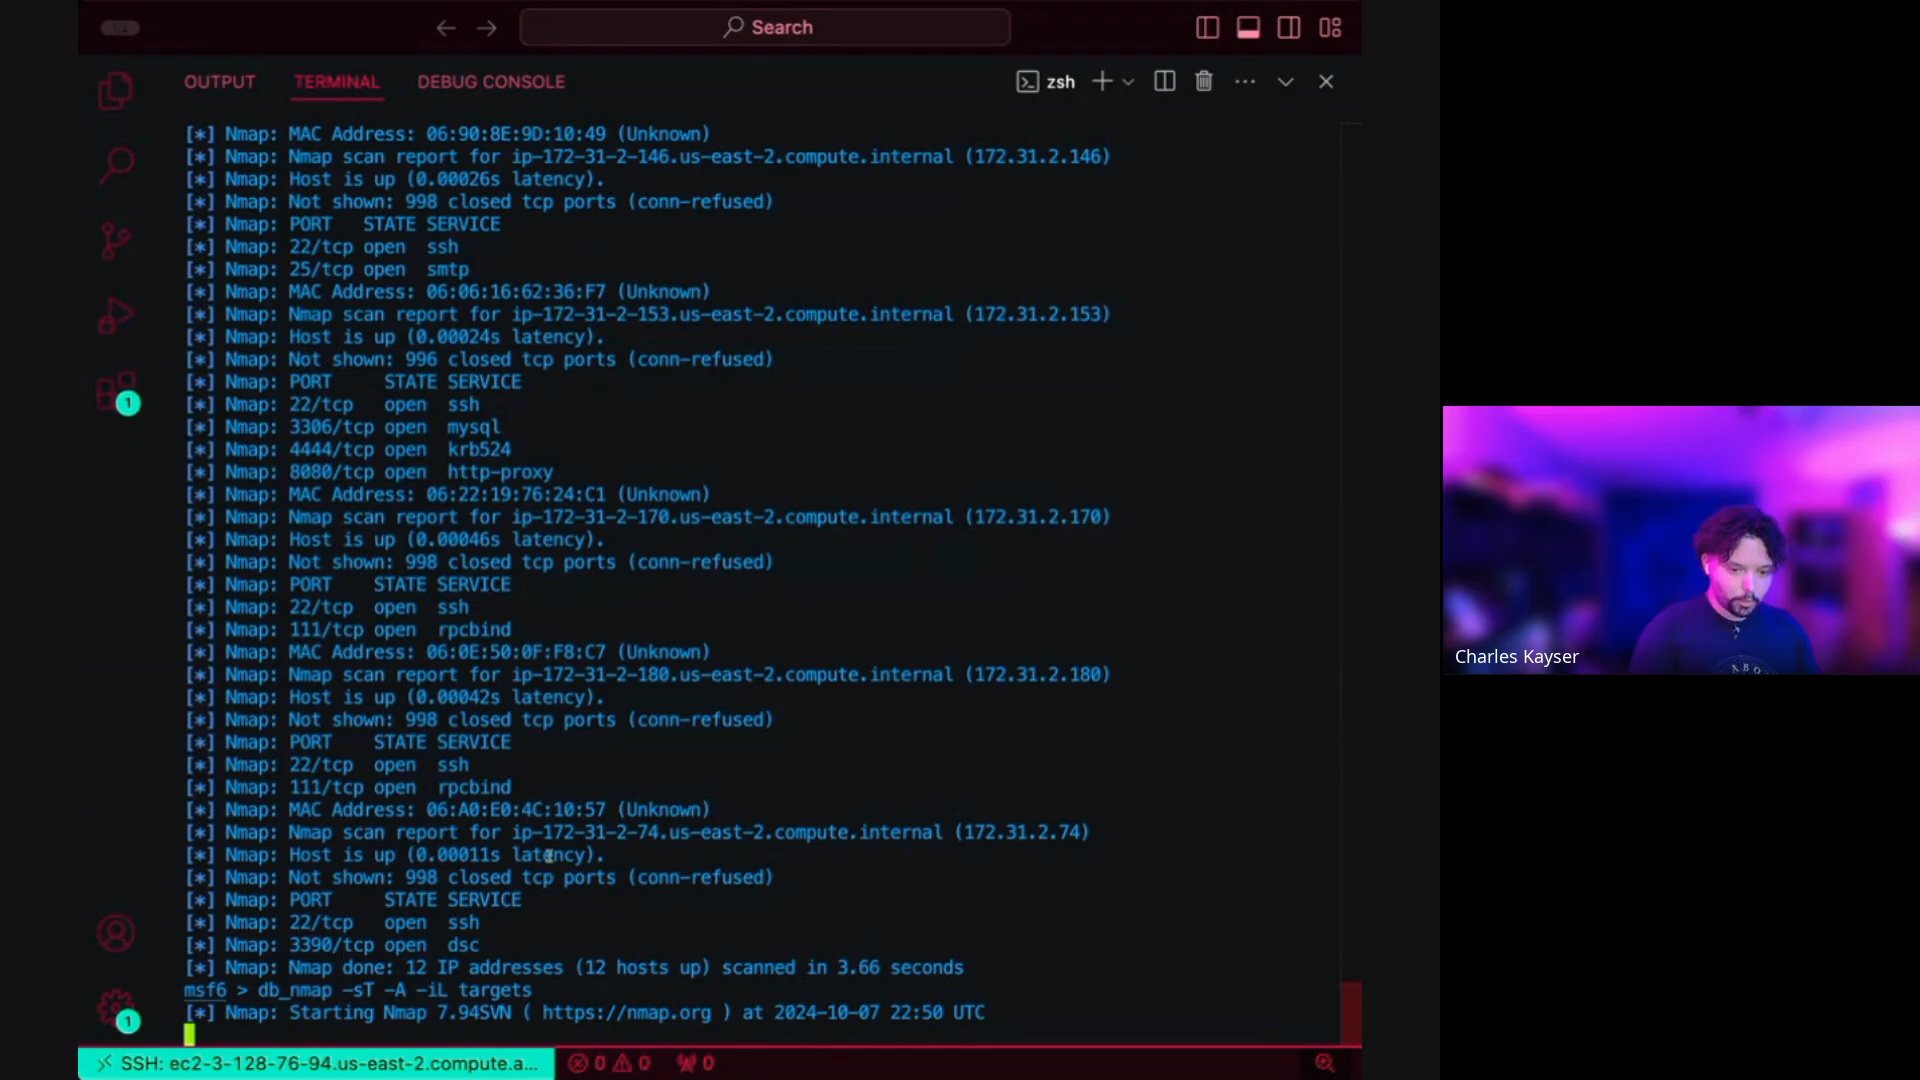 Search
OUTPUT TERMINAL DEBUG CONSOLE zsh
[*] Nmap: MAC Address: 06:90:8E:9D:10:49 (Unknown)
[*] Nmap: Nmap scan report for ip-172-31-2-146.us-east-2.compute.internal (172.31.2.146)
[*] Nmap: Host is up (0.00026s latency).
[*] Nmap: Not shown: 998 closed tcp ports (conn-refused)
[*] Nmap: PORT   STATE SERVICE
[*] Nmap: 22/tcp open  ssh
[*] Nmap: 25/tcp open  smtp
[*] Nmap: MAC Address: 06:06:16:62:36:F7 (Unknown)
[*] Nmap: Nmap scan report for ip-172-31-2-153.us-east-2.compute.internal (172.31.2.153)
[*] Nmap: Host is up (0.00024s latency).
[*] Nmap: Not shown: 996 closed tcp ports (conn-refused)
[*] Nmap: PORT     STATE SERVICE
[*] Nmap: 22/tcp   open  ssh
[*] Nmap: 3306/tcp open  mysql
[*] Nmap: 4444/tcp open  krb524
[*] Nmap: 8080/tcp open  http-proxy
[*] Nmap: MAC Address: 06:22:19:76:24:C1 (Unknown)
[*] Nmap: Nmap scan report for ip-172-31-2-170.us-east-2.compute.internal (172.31.2.170)
[*] Nmap: Host is up (0.00046s latency).
[*] Nmap: Not shown: 998 closed tcp ports (conn-refused)
[*] Nmap: PORT    STATE SERVICE
[*] Nmap: 22/tcp  open  ssh
[*] Nmap: 111/tcp open  rpcbind
[*] Nmap: MAC Address: 06:0E:50:0F:F8:C7 (Unknown)
[*] Nmap: Nmap scan report for ip-172-31-2-180.us-east-2.compute.internal (172.31.2.180)
[*] Nmap: Host is up (0.00042s latency).
[*] Nmap: Not shown: 998 closed tcp ports (conn-refused)
[*] Nmap: PORT    STATE SERVICE
[*] Nmap: 22/tcp  open  ssh
[*] Nmap: 111/tcp open  rpcbind
[*] Nmap: MAC Address: 06:A0:E0:4C:10:57 (Unknown)
[*] Nmap: Nmap scan report for ip-172-31-2-74.us-east-2.compute.internal (172.31.2.74)
[*] Nmap: Host is up (0.00011s latency).
[*] Nmap: Not shown: 998 closed tcp ports (conn-refused)
[*] Nmap: PORT     STATE SERVICE
[*] Nmap: 22/tcp   open  ssh
[*] Nmap: 3390/tcp open  dsc
[*] Nmap: Nmap done: 12 IP addresses (12 hosts up) scanned in 3.66 seconds
msf6 > db_nmap -sT -A -iL targets
[*] Nmap: Starting Nmap 7.94SVN ( https://nmap.org ) at 2024-10-07 22:50 UTC
1
1
SSH: ec2-3-128-76-94.us-east-2.compute.a... 0 0 0
Charles Kayser